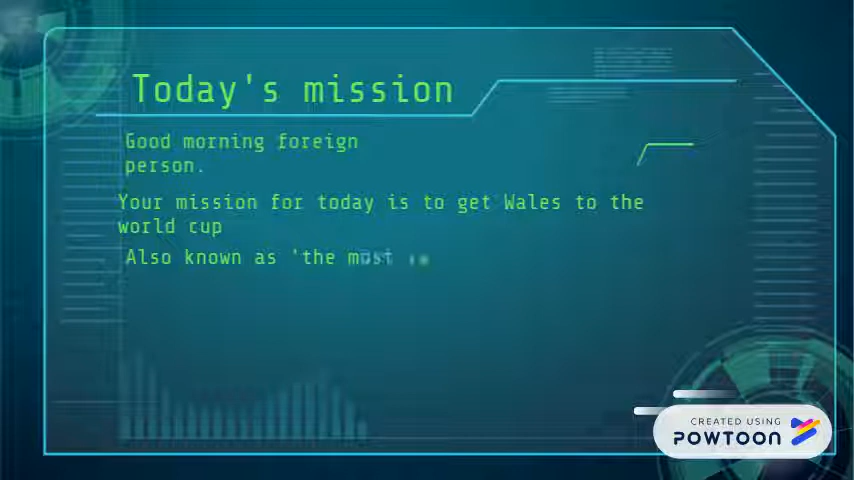 Today's mission
Good morning foreign
person.
Your mission for today is to get Wales to the
world cup
Also known as 'the most
CREATED USING
POWTOON